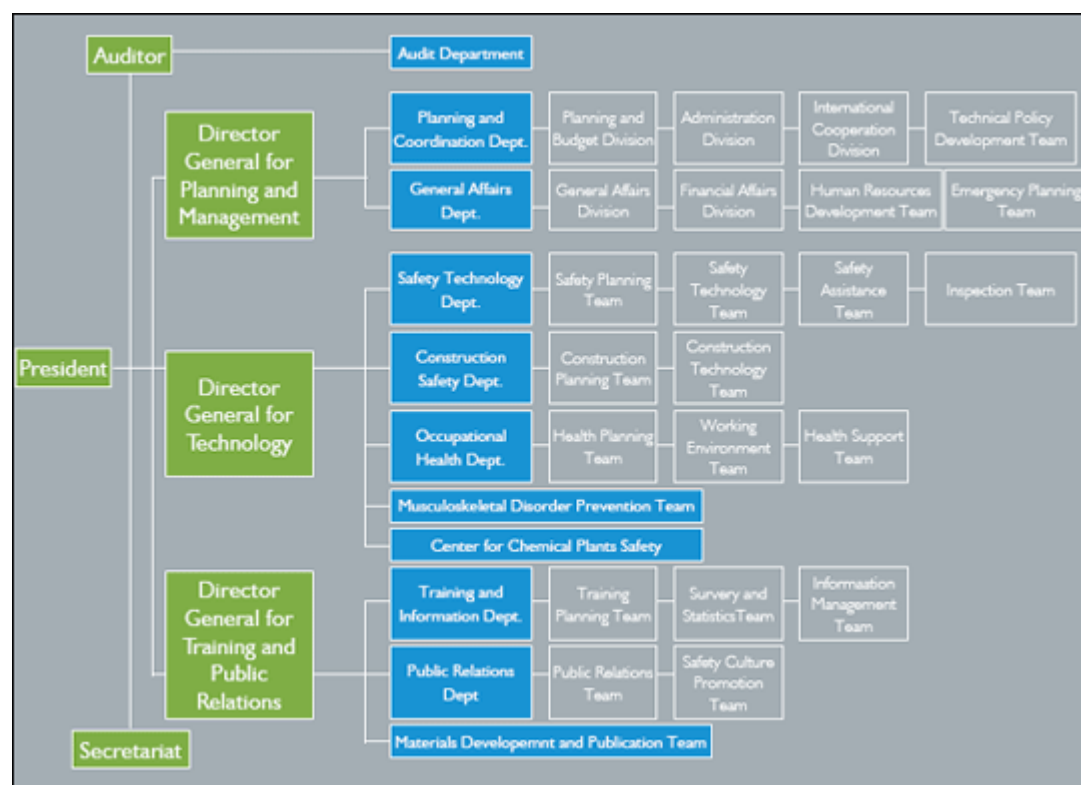 Auditor
Audit Department
Director
General for
Planning and
Management
Planning and
Coordination Dept.
Planning and
Budget Division
Administration
Division
International
Cooperation
Division
Technical Policy
Development Team
General Affairs
Dept.
General Affairs
Division
Financial Affairs
Division
Human Resources
Development Team
Emergency Planning
Team
President
Director
General for
Technology
Safety Technology
Dept.
Safety Planning
Team
Safety
Technology
Team
Safety
Assistance
Team
Inspection Team
Construction
Safety Dept.
Construction
Planning Team
Construction
Technology
Team
Occupational
Health Dept.
Health Planning
Team
Working
Environment
Team
Health Support
Team
Musculoskeletal Disorder Prevention Team
Center for Chemical Plants Safety
Director
General for
Training and
Public
Relations
Training and
Information Dept.
Training
Planning Team
Survery and
StatisticsTeam
Informaation
Management
Team
Public Relations
Dept
Public Relations
Team
Safety Culture
Promotion
Team
Materials Developemnt and Publication Team
Secretariat